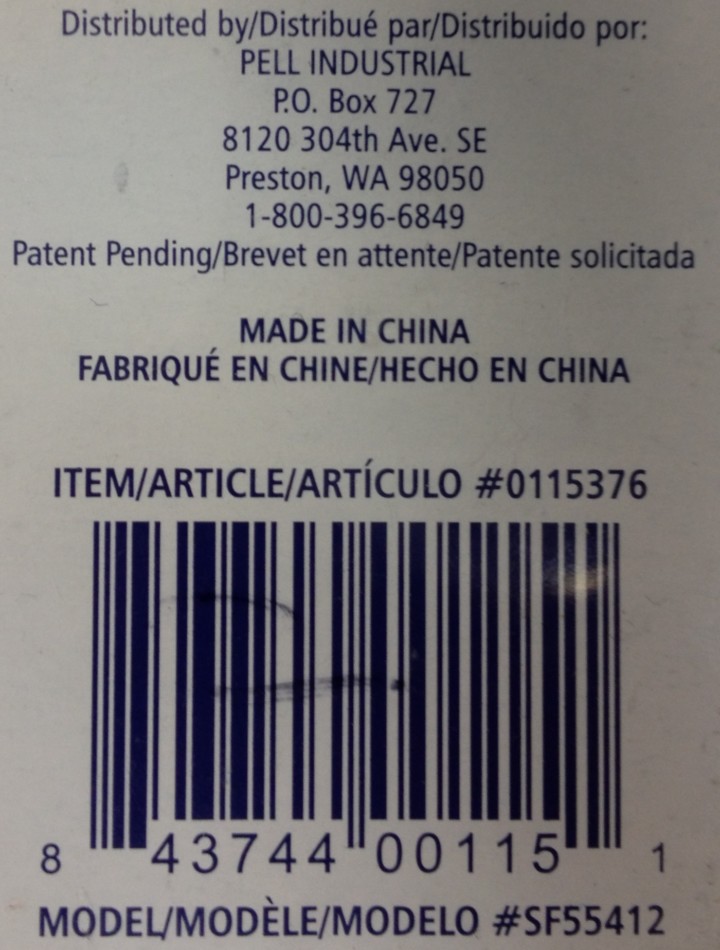 Distributed by/Distribué par/Distribuido por:
PELL INDUSTRIAL
P.O. Box 727
8120 304th Ave. SE
Preston, WA 98050
1-800-396-6849
Patent Pending/Brevet en attente/Patente solicitada
MADE IN CHINA
FABRIQUÉ EN CHINE/HECHO EN CHINA
ITEM/ARTICLE/ARTÍCULO #0115376
8 43744 00115 1
MODEL/MODÈLE/MODELO #SF55412